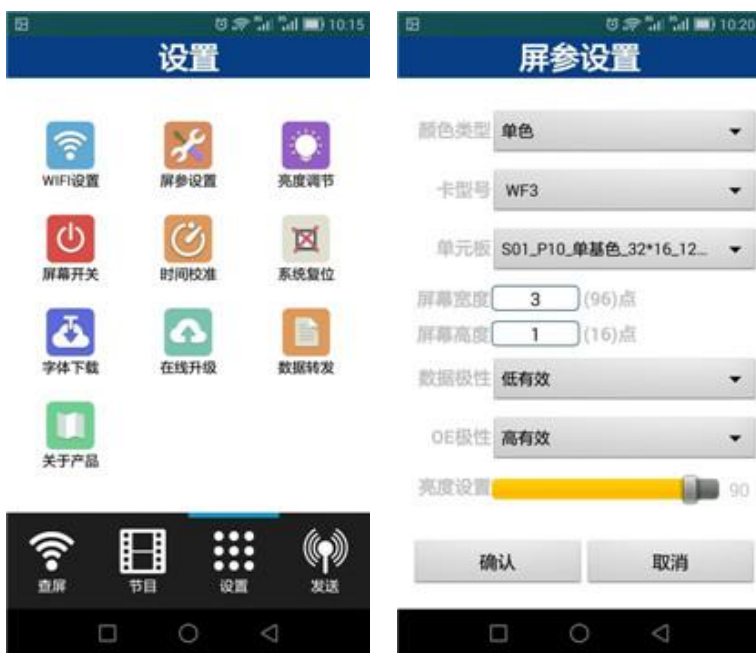 10:15
设置
WIFI设置
屏参设置
亮度调节
屏幕开关
时间校准
系统复位
字体下载
在线升级
数据转发
关于产品
查屏
节目
设置
发送
10:20
屏参设置
颜色类型 单色
卡型号 WF3
单元板 S01_P10_单基色_32*16_12...
屏幕宽度 3 (96)点
屏幕高度 1 (16)点
数据极性 低有效
OE极性 高有效
亮度设置 90
确认 取消